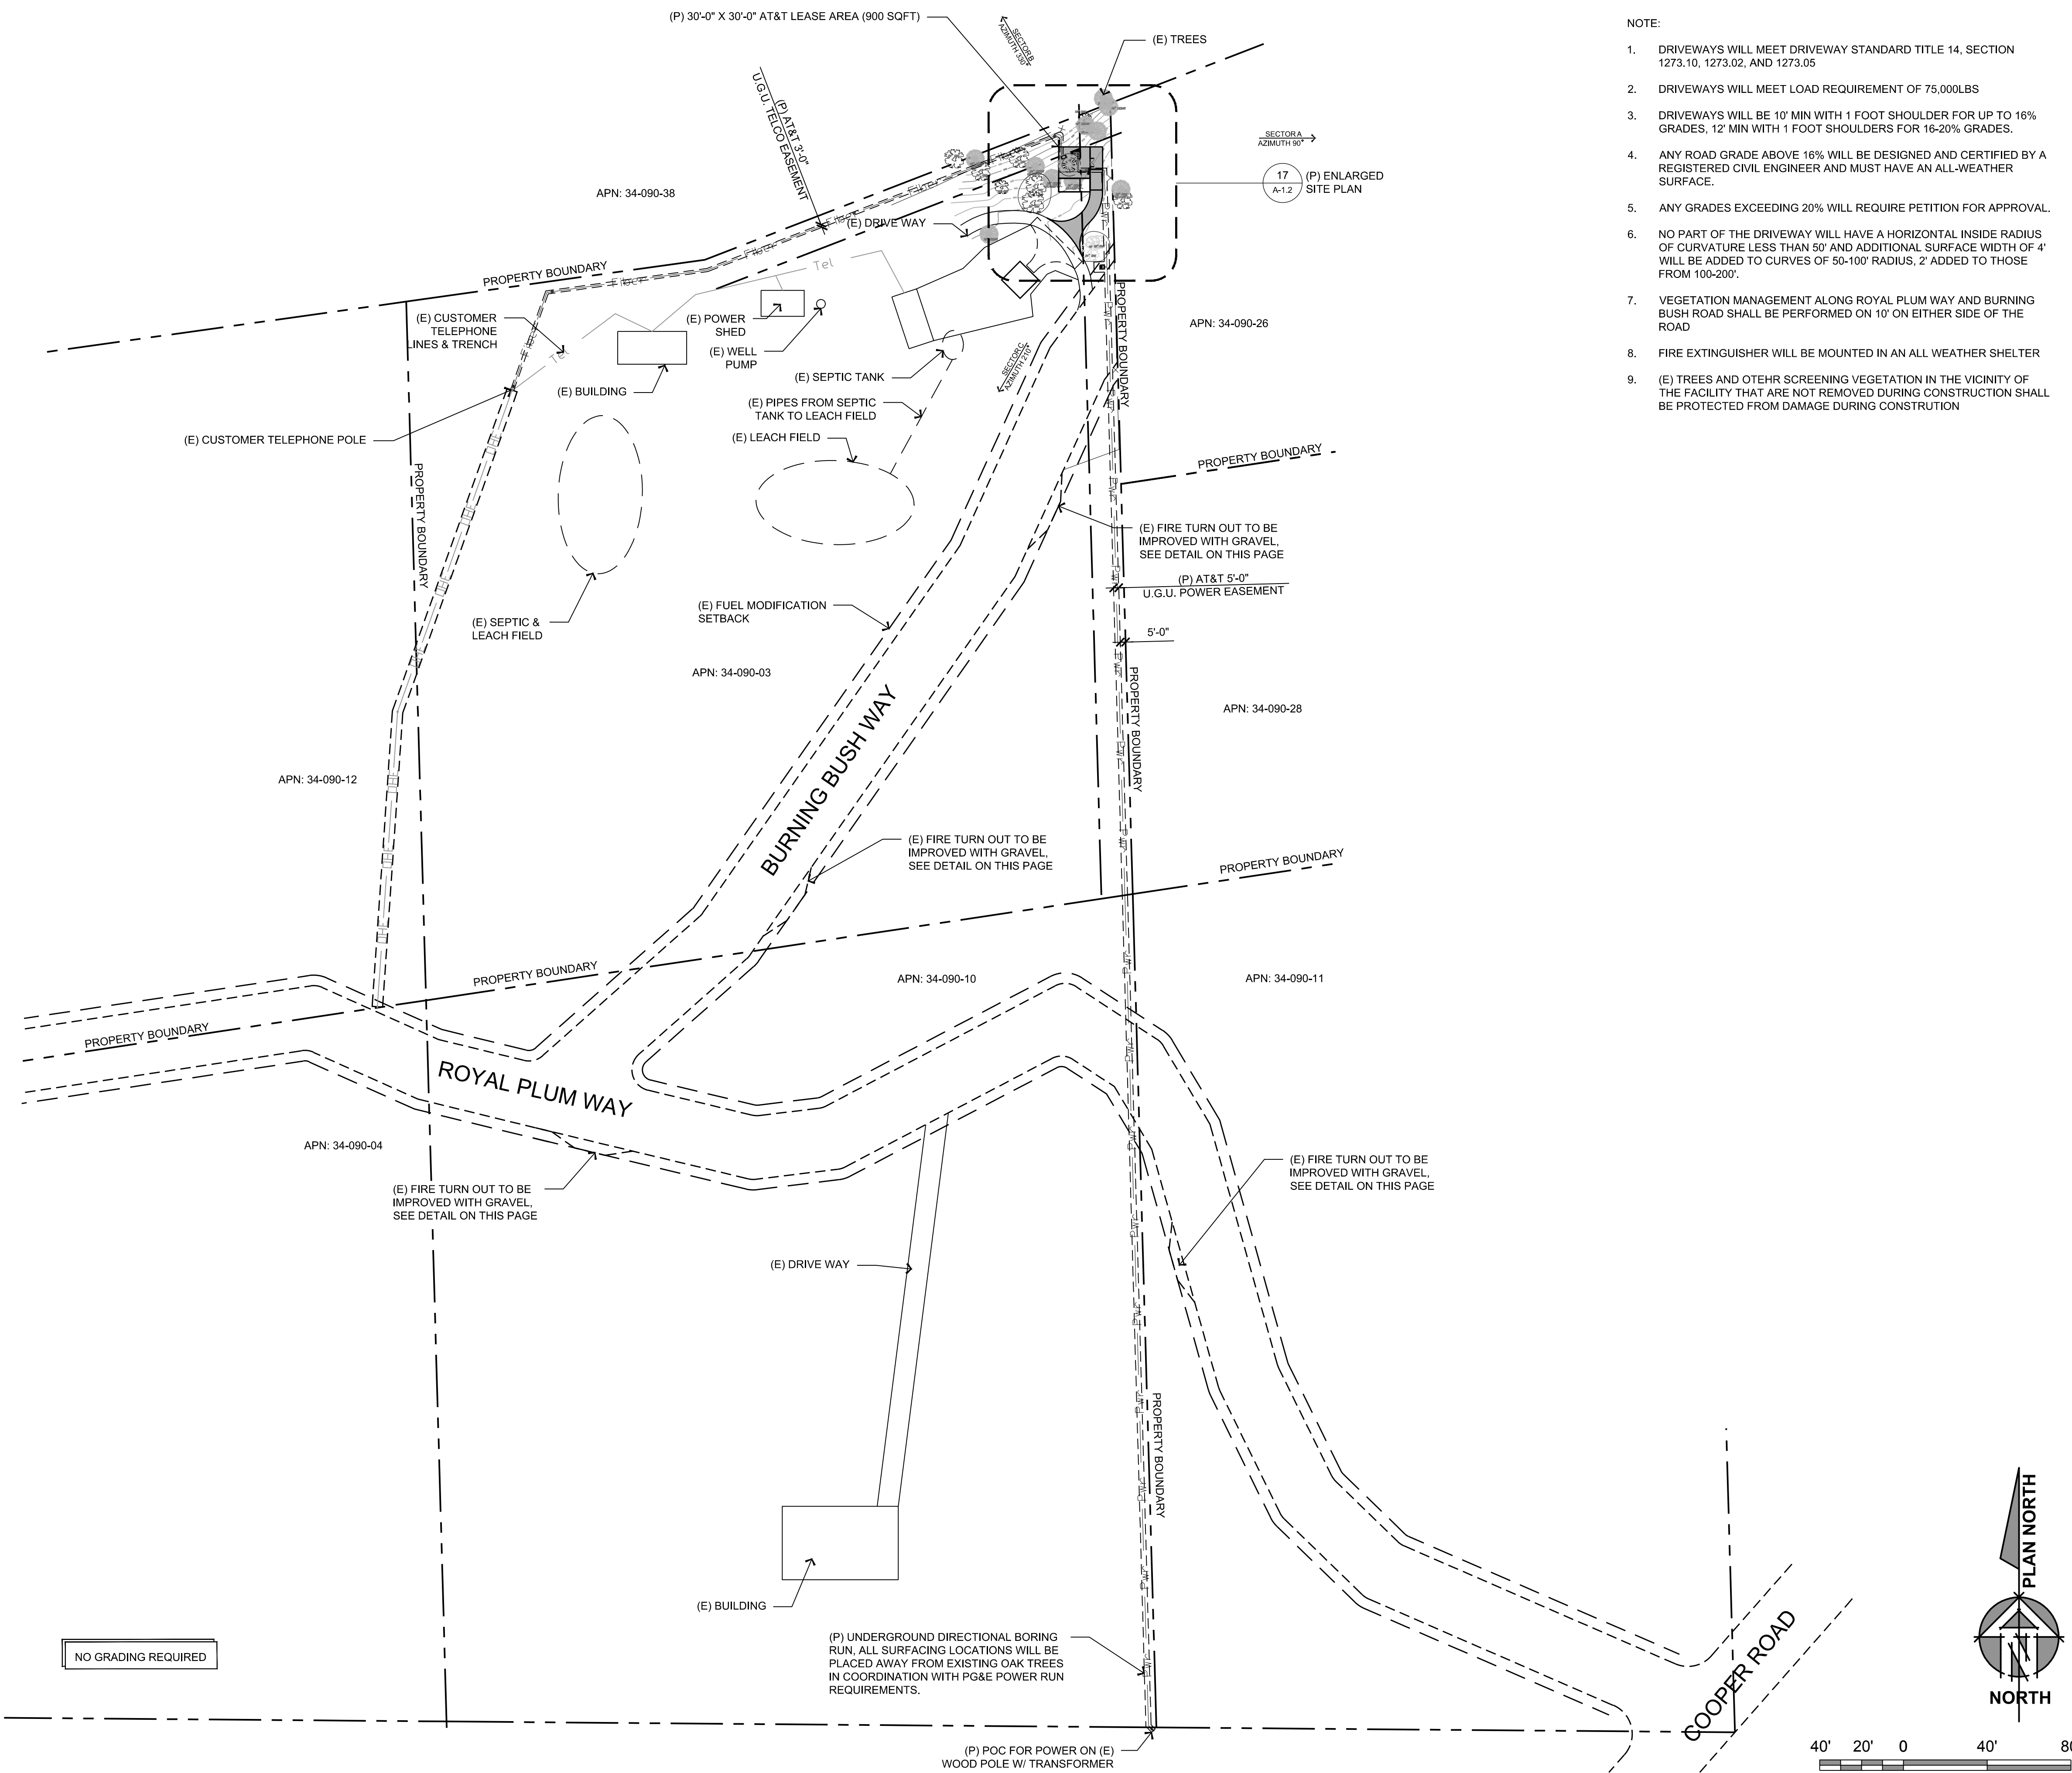 (P) 30'-0" X 30'-0" AT&T LEASE AREA (900 SQFT)
SECTOR B
AZIMUTH 330°
(E) TREES
(P) AT&T 3'-0"
U.G.U. TELCO EASEMENT
SECTOR A
AZIMUTH 90°
17
A-1.2
(P) ENLARGED
SITE PLAN
APN: 34-090-38
(E) DRIVE WAY
Fiber
Fiber
Fiber
Fiber
Fiber
Tel
Tel
PROPERTY BOUNDARY
(E) CUSTOMER
TELEPHONE
LINES & TRENCH
(E) POWER
SHED
(E) WELL
PUMP
(E) BUILDING
(E) SEPTIC TANK
SECTOR C
AZIMUTH 210°
PROPERTY BOUNDARY
APN: 34-090-26
(E) PIPES FROM SEPTIC
TANK TO LEACH FIELD
(E) LEACH FIELD
(E) CUSTOMER TELEPHONE POLE
PROPERTY BOUNDARY
PROPERTY BOUNDARY
(E) FIRE TURN OUT TO BE
IMPROVED WITH GRAVEL,
SEE DETAIL ON THIS PAGE
(P) AT&T 5'-0"
U.G.U. POWER EASEMENT
5'-0"
(E) FUEL MODIFICATION
SETBACK
(E) SEPTIC &
LEACH FIELD
APN: 34-090-03
PROPERTY BOUNDARY
APN: 34-090-28
BURNING BUSH WAY
APN: 34-090-12
(E) FIRE TURN OUT TO BE
IMPROVED WITH GRAVEL,
SEE DETAIL ON THIS PAGE
PROPERTY BOUNDARY
PROPERTY BOUNDARY
APN: 34-090-10
APN: 34-090-11
PROPERTY BOUNDARY
ROYAL PLUM WAY
APN: 34-090-04
(E) FIRE TURN OUT TO BE
IMPROVED WITH GRAVEL,
SEE DETAIL ON THIS PAGE
(E) FIRE TURN OUT TO BE
IMPROVED WITH GRAVEL,
SEE DETAIL ON THIS PAGE
(E) DRIVE WAY
PROPERTY BOUNDARY
(E) BUILDING
(P) UNDERGROUND DIRECTIONAL BORING
RUN, ALL SURFACING LOCATIONS WILL BE
PLACED AWAY FROM EXISTING OAK TREES
IN COORDINATION WITH PG&E POWER RUN
REQUIREMENTS.
NO GRADING REQUIRED
(P) POC FOR POWER ON (E)
WOOD POLE W/ TRANSFORMER
COOPER ROAD
NOTE:
1. DRIVEWAYS WILL MEET DRIVEWAY STANDARD TITLE 14, SECTION
1273.10, 1273.02, AND 1273.05
2. DRIVEWAYS WILL MEET LOAD REQUIREMENT OF 75,000LBS
3. DRIVEWAYS WILL BE 10' MIN WITH 1 FOOT SHOULDER FOR UP TO 16%
GRADES, 12' MIN WITH 1 FOOT SHOULDERS FOR 16-20% GRADES.
4. ANY ROAD GRADE ABOVE 16% WILL BE DESIGNED AND CERTIFIED BY A
REGISTERED CIVIL ENGINEER AND MUST HAVE AN ALL-WEATHER
SURFACE.
5. ANY GRADES EXCEEDING 20% WILL REQUIRE PETITION FOR APPROVAL.
6. NO PART OF THE DRIVEWAY WILL HAVE A HORIZONTAL INSIDE RADIUS
OF CURVATURE LESS THAN 50' AND ADDITIONAL SURFACE WIDTH OF 4'
WILL BE ADDED TO CURVES OF 50-100' RADIUS, 2' ADDED TO THOSE
FROM 100-200'.
7. VEGETATION MANAGEMENT ALONG ROYAL PLUM WAY AND BURNING
BUSH ROAD SHALL BE PERFORMED ON 10' ON EITHER SIDE OF THE
ROAD
8. FIRE EXTINGUISHER WILL BE MOUNTED IN AN ALL WEATHER SHELTER
9. (E) TREES AND OTEHR SCREENING VEGETATION IN THE VICINITY OF
THE FACILITY THAT ARE NOT REMOVED DURING CONSTRUCTION SHALL
BE PROTECTED FROM DAMAGE DURING CONSTRUTION
PLAN NORTH
NORTH
40' 20' 0 40'